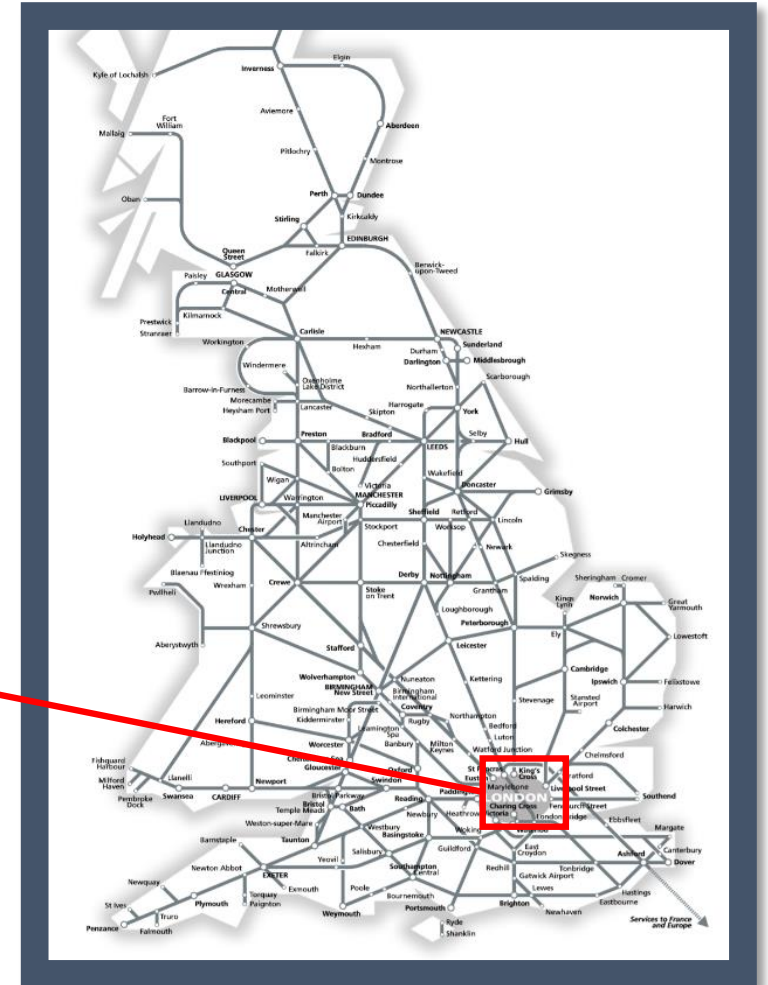 Elgin
Inverness
Kyle of Lochalsh
Aviemore
Fort
William
Mallaig
Aberdeen
Pitlochry
Montrose
Perth
Dundee
Oban
Stirling
Kirkcaldy
EDINBURGH
Falkirk
Queen
Street
GLASGOW
Central
Paisley
Motherwell
Berwick-
upon-Tweed
Kilmarnock
Prestwick
Stranraer
Carlisle
NEWCASTLE
Workington
Hexham
Durham
Sunderland
Darlington
Middlesbrough
Windermere
Oxenholme
Lake District
Scarborough
Barrow-in-Furness
Northallerton
Morecambe
Heysham Port
Lancaster
Harrogate
Skipton
York
Blackpool
Preston
Bradford
Blackburn
LEEDS
Selby
Hull
Huddersfield
Southport
Bolton
Wakefield
Wigan
Victoria
MANCHESTER
Piccadilly
Doncaster
Grimsby
LIVERPOOL
Warrington
Manchester
Airport
Sheffield
Retford
Stockport
Worksop
Lincoln
Llandudno
Chester
Holyhead
Llandudno
Junction
Altrincham
Chesterfield
Newark
Skegness
Blaenau Ffestiniog
Wrexham
Crewe
Stoke
on Trent
Derby
Nottingham
Grantham
Spalding
Sheringham
Cromer
Pwllheli
Kings
Lynn
Norwich
Great
Yarmouth
Loughborough
Peterborough
Ely
Lowestoft
Shrewsbury
Aberystwyth
Stafford
Leicester
Cambridge
Wolverhampton
BIRMINGHAM
New Street
Nuneaton
Birmingham
International
Kettering
Ipswich
Felixstowe
Leominster
Birmingham Moor Street
Coventry
Rugby
Northampton
Stevenage
Stansted
Airport
Harwich
Kidderminster
Hereford
Leamington
Spa
Bedford
Colchester
Worcester
Banbury
Milton
Keynes
Luton
Watford Junction
Chelmsford
Gloucester
Oxford
King's
Cross
Euston
Marylebone
Liverpool Street
Fishguard
Harbour
Milford
Haven
Llanelli
Pembroke
Dock
Swansea
CARDIFF
Newport
Swindon
Bristol Parkway
Bristol
Temple Meads
Bath
Reading
LONDON
Charing Cross
Southend
Newbury
Heathrow
Victoria
Ebbsfleet
Weston-super-Mare
Westbury
Basingstoke
Woking
Margate
Barnstaple
Taunton
Salisbury
Guildford
East
Croydon
Canterbury
Newton Abbot
Yeovil
Southampton
Central
Redhill
Gatwick Airport
Tonbridge
Ashford
Dover
Newquay
EXETER
Exmouth
Poole
Bournemouth
Lewes
Hastings
Eastbourne
St Ives
Plymouth
Torquay
Paignton
Weymouth
Portsmouth
Brighton
Newhaven
Truro
Falmouth
Penzance
Ryde
Shanklin
Services to France
and Europe